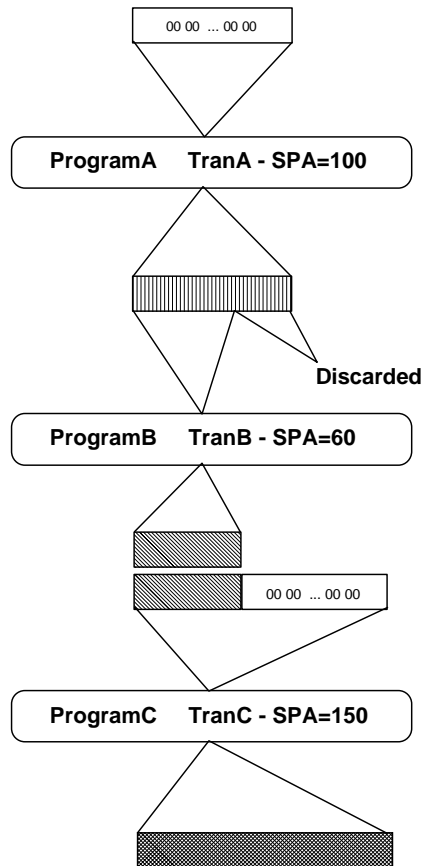 00 00 ... 00 00
ProgramA TranA - SPA=100
Discarded
ProgramB TranB - SPA=60
00 00 ... 00 00
ProgramC TranC - SPA=150